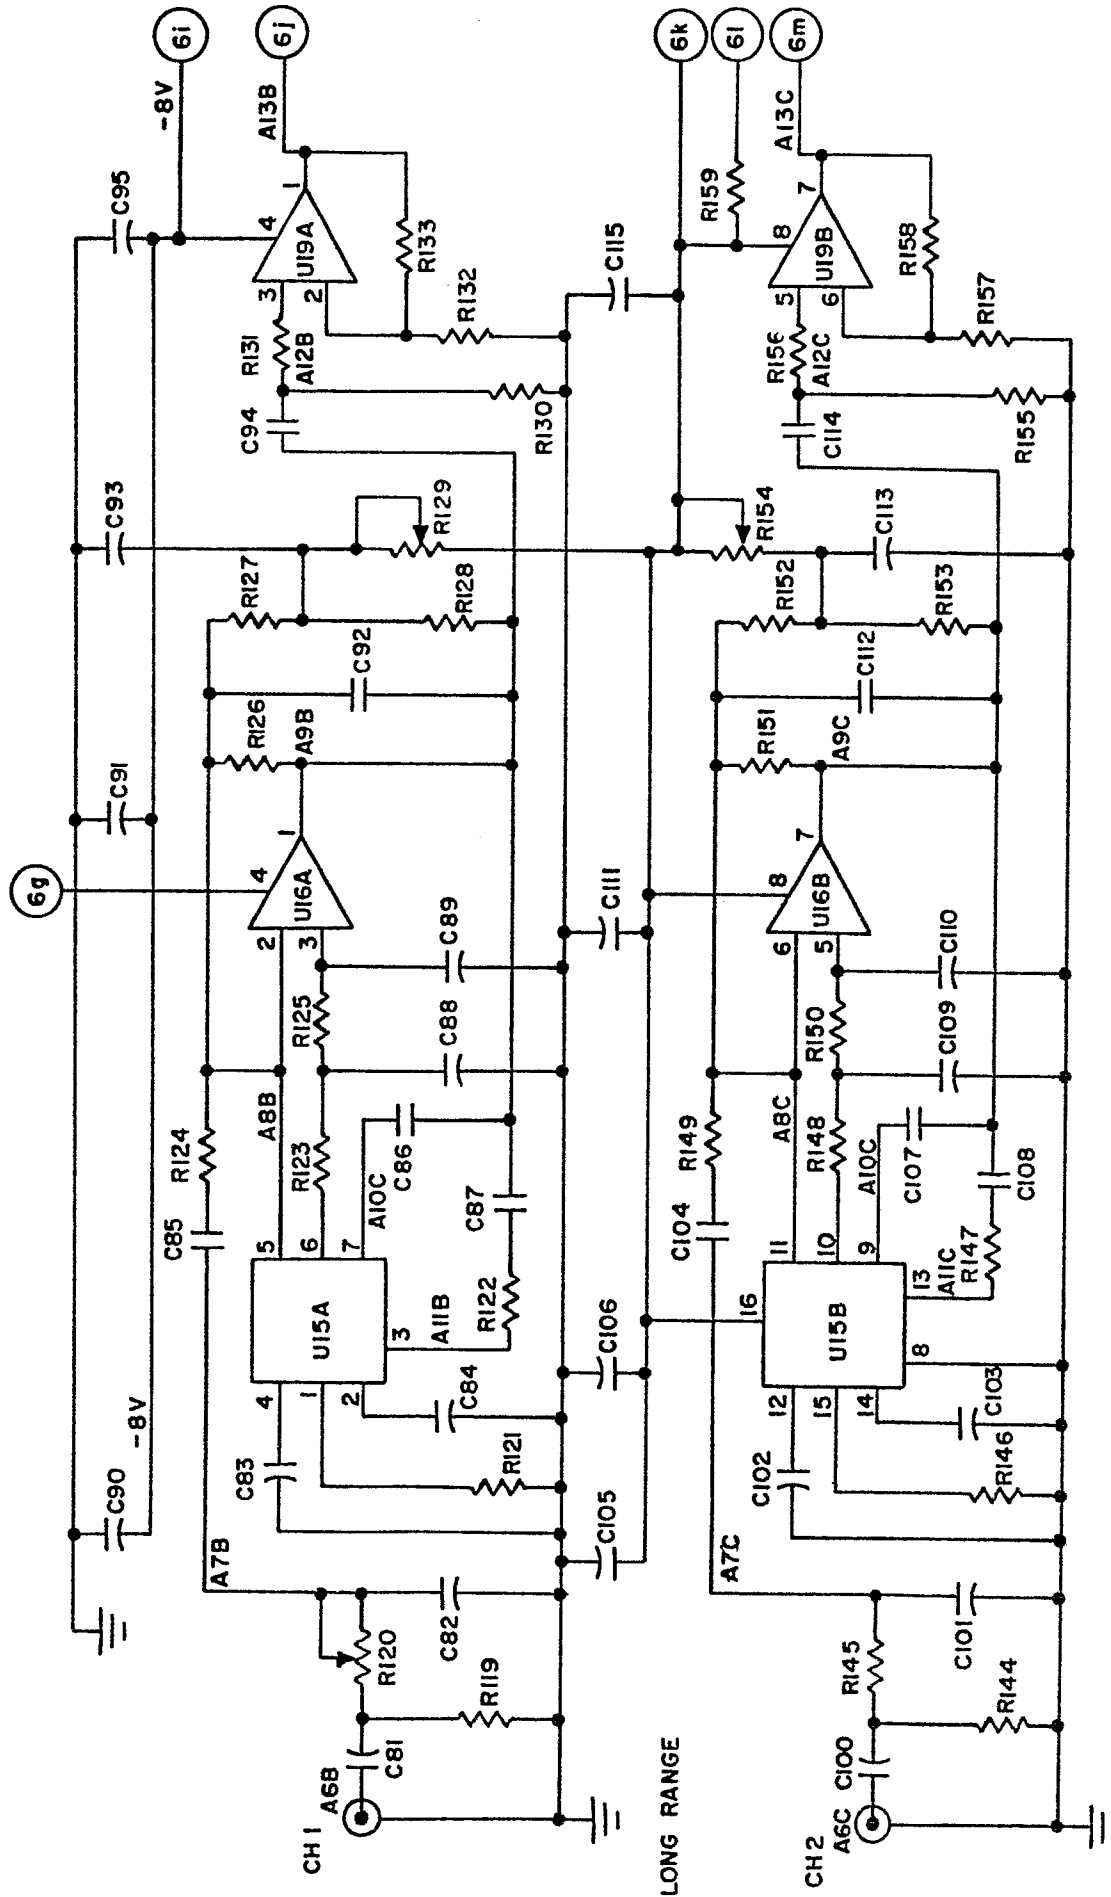 6g
6i
6j
6k
6l
6m
C90
-8V
C91
C93
C95
-8V
A7B
C85
R124
R126
R127
A13B
CH 1
A6B
C81
R120
R119
C82
C83
4
1
2
U15A
5
6
7
3
A8B
R123
R125
2
3
U16A
4
1
A9B
C92
R128
R129
C94
R131
A12B
3
2
U19A
4
1
R133
R132
R130
R121
C84
A11B
R122
A10C
C86
C87
C88
C89
C105
C106
C111
C115
LONG RANGE
A7C
C104
R149
R151
R152
R154
R159
A13C
CH 2
A6C
C100
R145
R144
C101
C102
12
15
14
U15B
16
11
10
9
13
8
A8C
R148
R150
6
5
U16B
8
7
A9C
C112
R153
C113
C114
R156
A12C
5
6
U19B
8
7
R158
R157
R155
R146
C103
A11C
R147
A10C
C107
C108
C109
C110